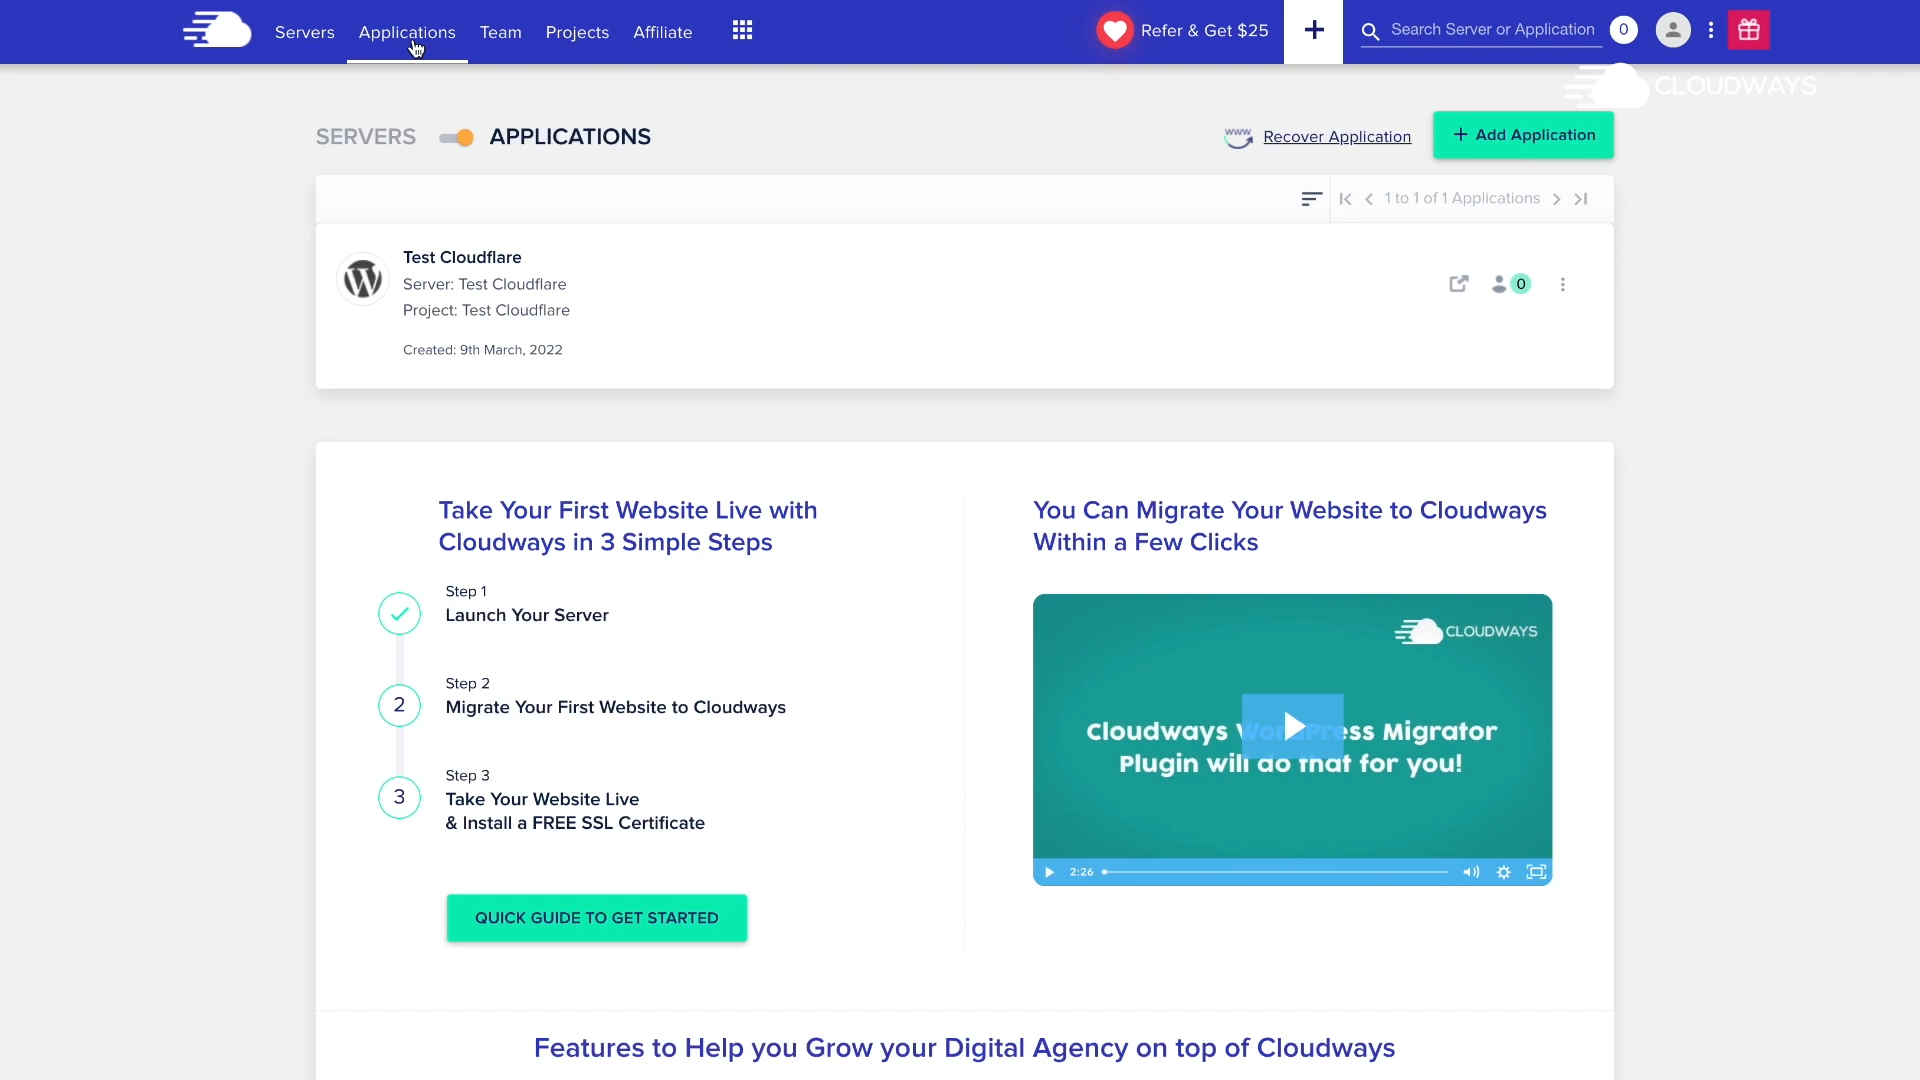 Servers
Applications
Team
Projects
Affiliate
Refer & Get $25
Search Server or Application
0
CLOUDWAYS
SERVERS
APPLICATIONS
www
Recover Application
+ Add Application
1 to 1 of 1 Applications
Test Cloudflare
Server: Test Cloudflare
Project: Test Cloudflare
Created: 9th March, 2022
0
Take Your First Website Live with
Cloudways in 3 Simple Steps
Step 1
Launch Your Server
2
Step 2
Migrate Your First Website to Cloudways
3
Step 3
Take Your Website Live
& Install a FREE SSL Certificate
QUICK GUIDE TO GET STARTED
You Can Migrate Your Website to Cloudways
Within a Few Clicks
CLOUDWAYS
Cloudways WordPress Migrator
Plugin will do that for you!
2:26
Features to Help you Grow your Digital Agency on top of Cloudways